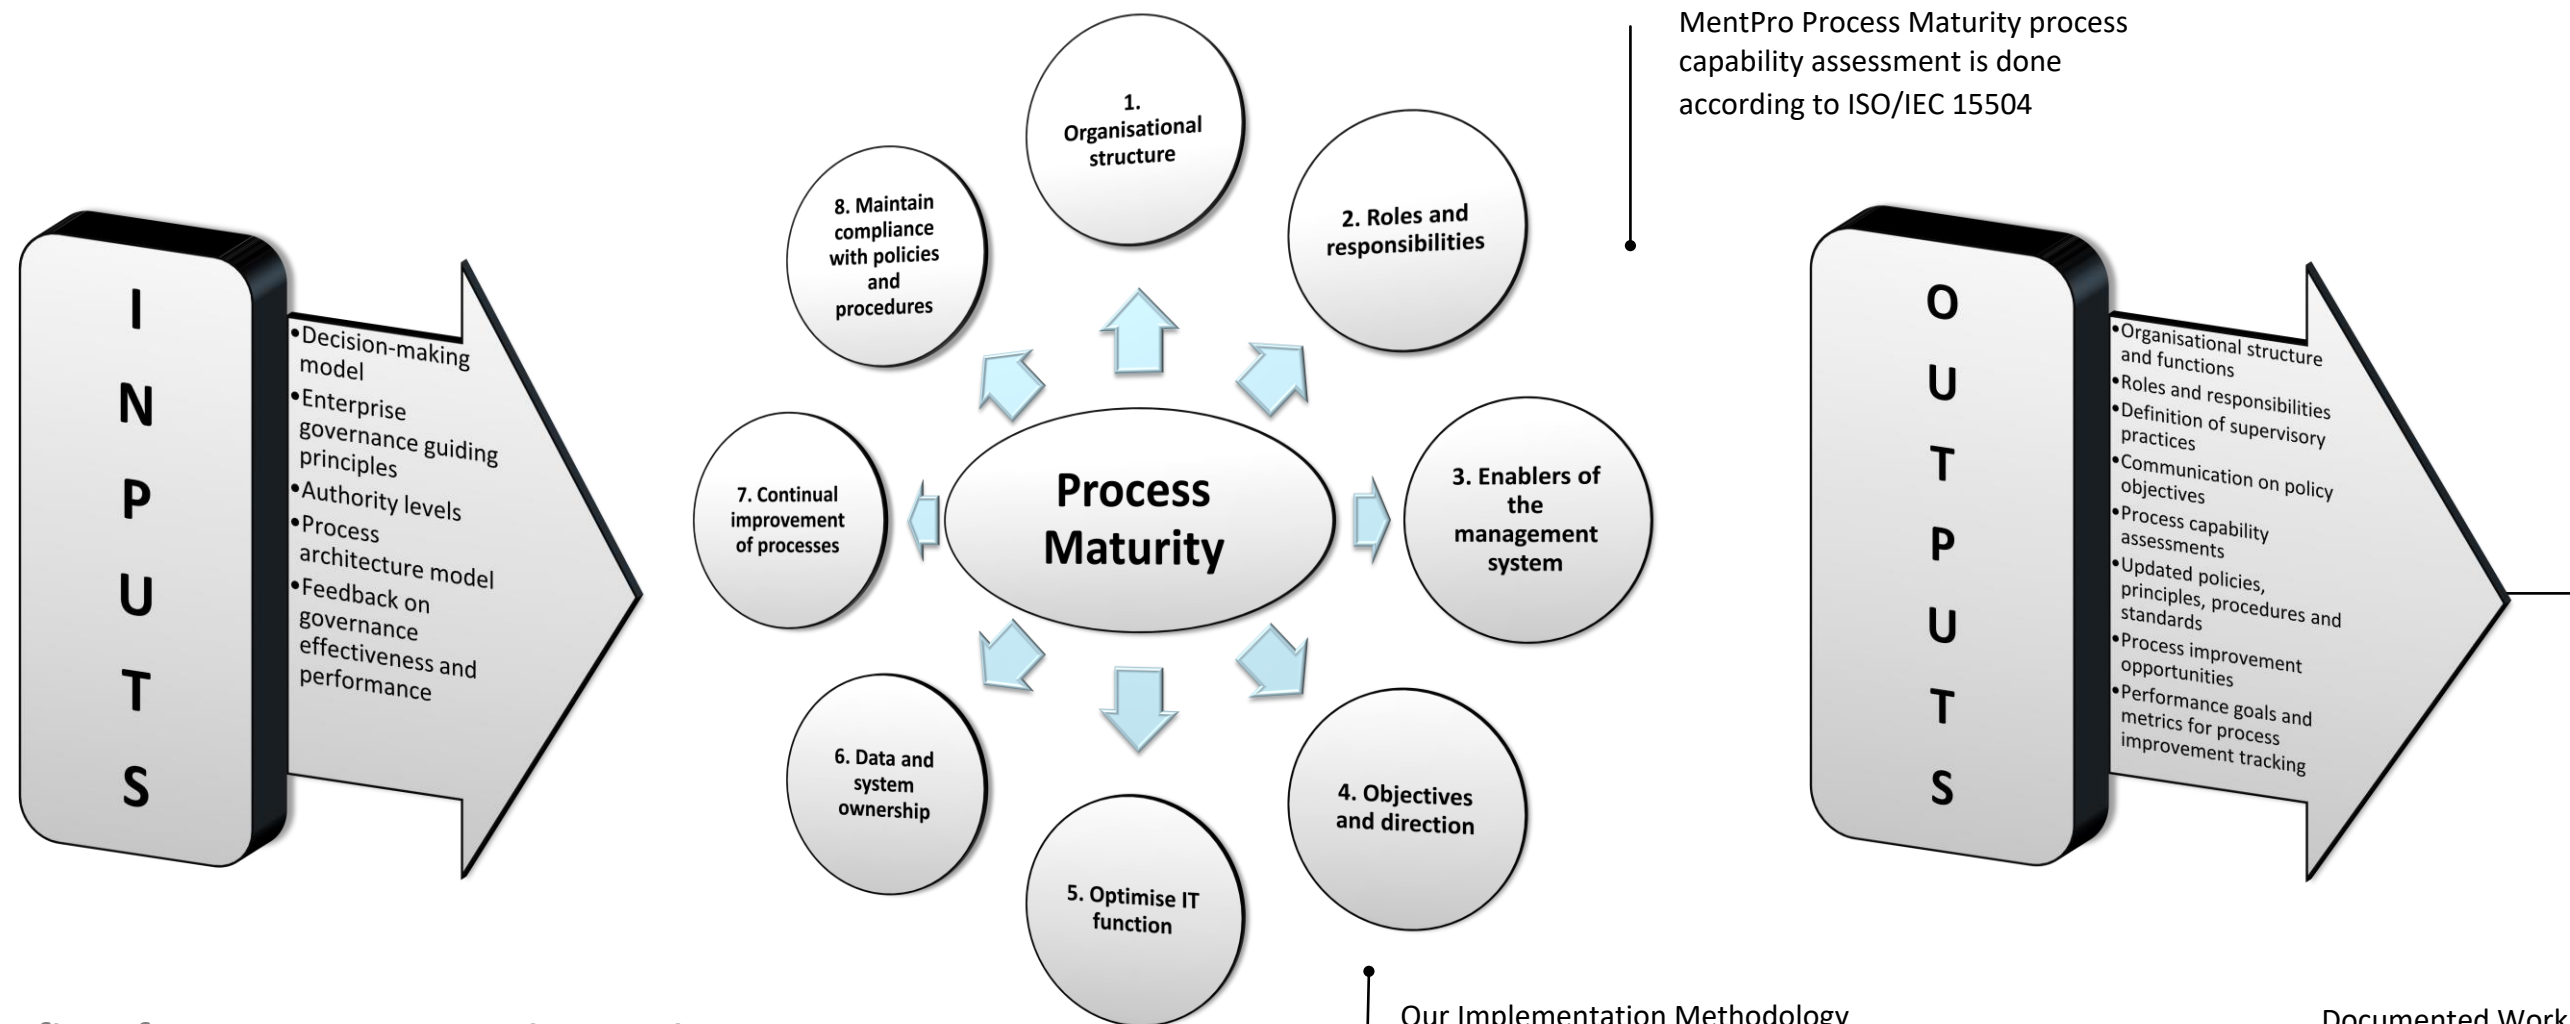 MentPro Process Maturity process
capability assessment is done
according to ISO/IEC 15504
I
N
P
U
T
S
•Decision-making
model
•Enterprise
governance guiding
principles
•Authority levels
•Process
architecture model
•Feedback on
governance
effectiveness and
performance
Process
Maturity
1.
Organisational
structure
2. Roles and
responsibilities
3. Enablers of
the
management
system
4. Objectives
and direction
5. Optimise IT
function
6. Data and
system
ownership
7. Continual
improvement
of processes
8. Maintain
compliance
with policies
and
procedures
O
U
T
P
U
T
S
•Organisational structure
and functions
•Roles and responsibilities
•Definition of supervisory
practices
•Communication on policy
objectives
•Process capability
assessments
•Updated policies,
principles, procedures and
standards
•Process improvement
opportunities
•Performance goals and
metrics for process
improvement tracking
Our Implementation Methodology
Documented Work